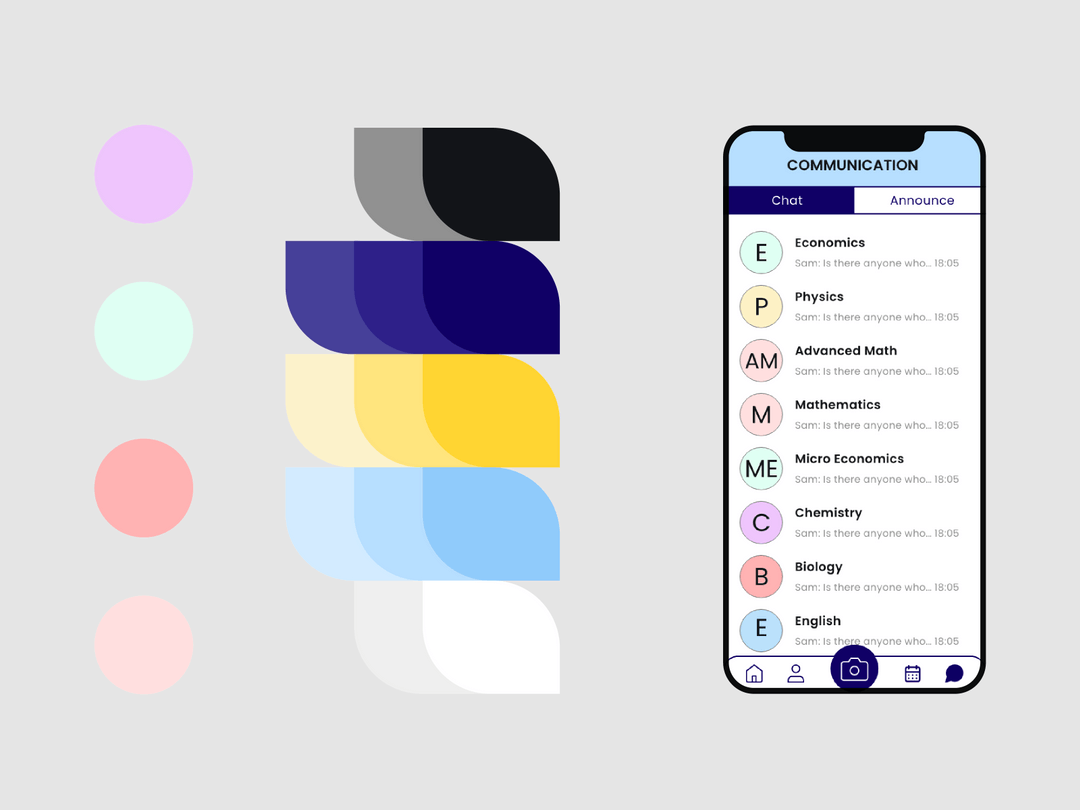 COMMUNICATION
Chat
Announce
E
Economics
Sam: Is there anyone who... 18:05
P
Physics
Sam: Is there anyone who... 18:05
AM
Advanced Math
Sam: Is there anyone who... 18:05
M
Mathematics
Sam: Is there anyone who... 18:05
ME
Micro Economics
Sam: Is there anyone who... 18:05
C
Chemistry
Sam: Is there anyone who... 18:05
B
Biology
Sam: Is there anyone who... 18:05
E
English
Sam: Is there anyone who... 18:05